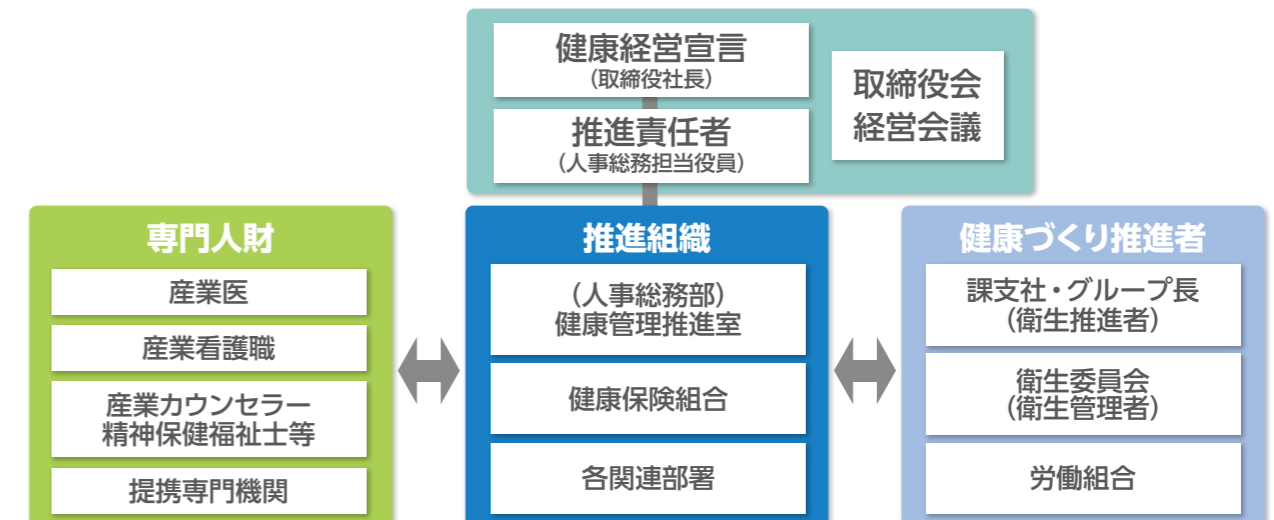 健康経営宣言
（取締役社長）
推進責任者
（人事総務担当役員）
取締役会
経営会議
専門人財
産業医
産業看護職
産業カウンセラー
精神保健福祉士等
提携専門機関
推進組織
（人事総務部）
健康管理推進室
健康保険組合
各関連部署
健康づくり推進者
課支社・グループ長
（衛生推進者）
衛生委員会
（衛生管理者）
労働組合